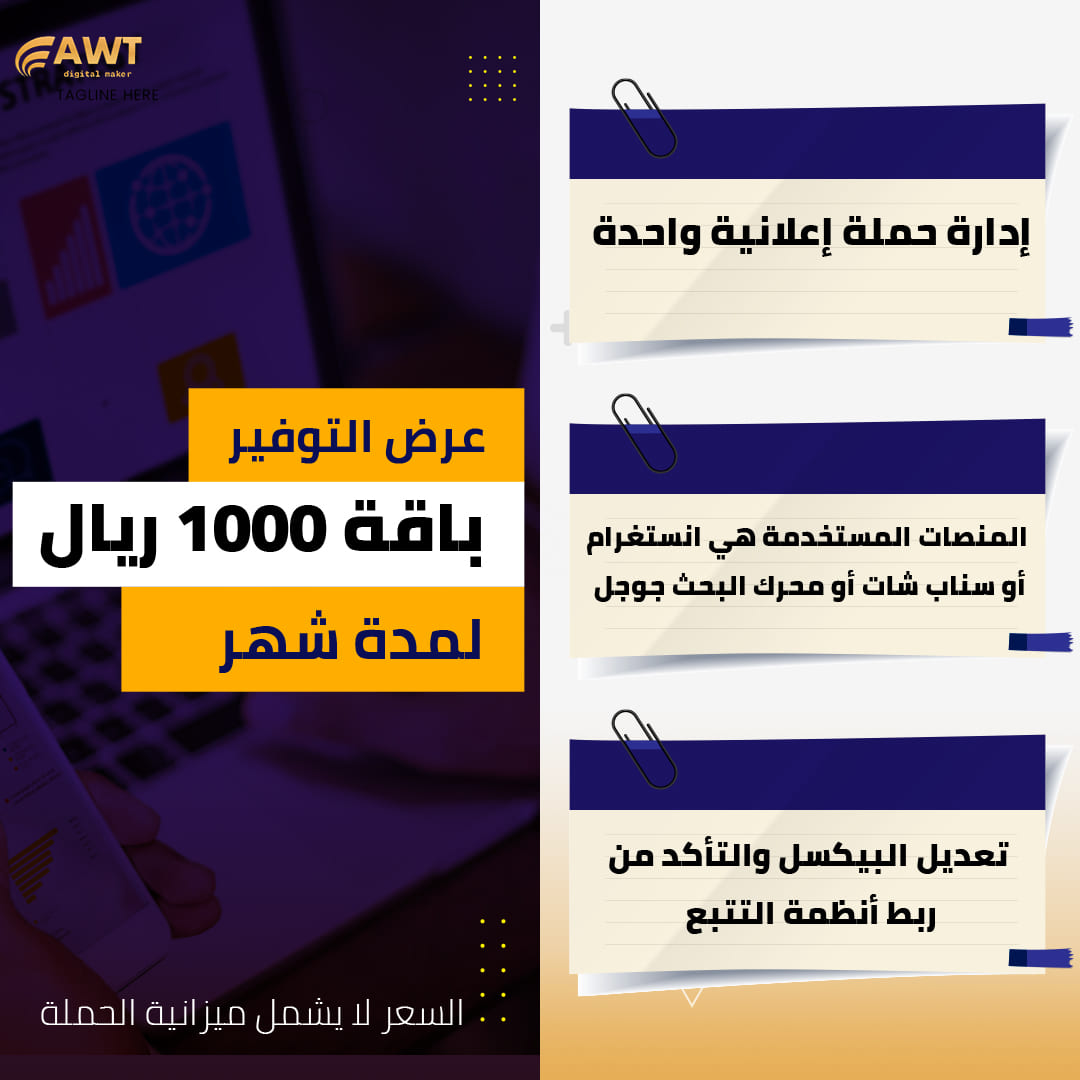 AWT
digital maker
TAGLINE HERE
إدارة حملة إعلانية واحدة
المنصات المستخدمة هي انستغرام
أو سناب شات أو محرك البحث جوجل
تعديل البيكسل والتأكد من
ربط أنظمة التتبع
عرض التوفير
باقة 1000 ريال
لمدة شهر
السعر لا يشمل ميزانية الحملة